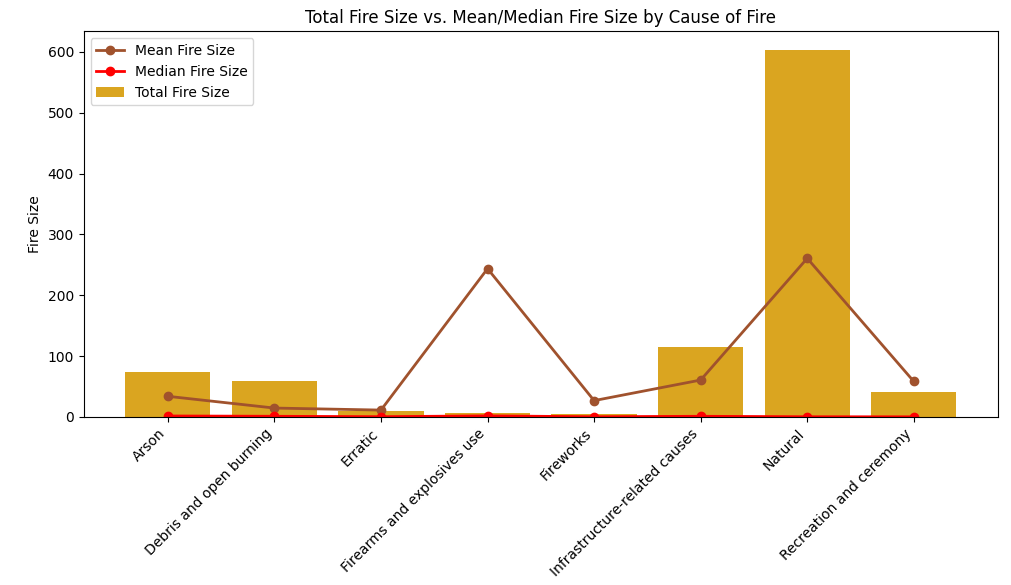 Total Fire Size vs. Mean/Median Fire Size by Cause of Fire
Mean Fire Size
Median Fire Size
Total Fire Size
Fire Size
600
500
400
300
200
100
0
Arson
Debris and open burning
Erratic
Firearms and explosives use
Fireworks
Infrastructure-related causes
Natural
Recreation and ceremony